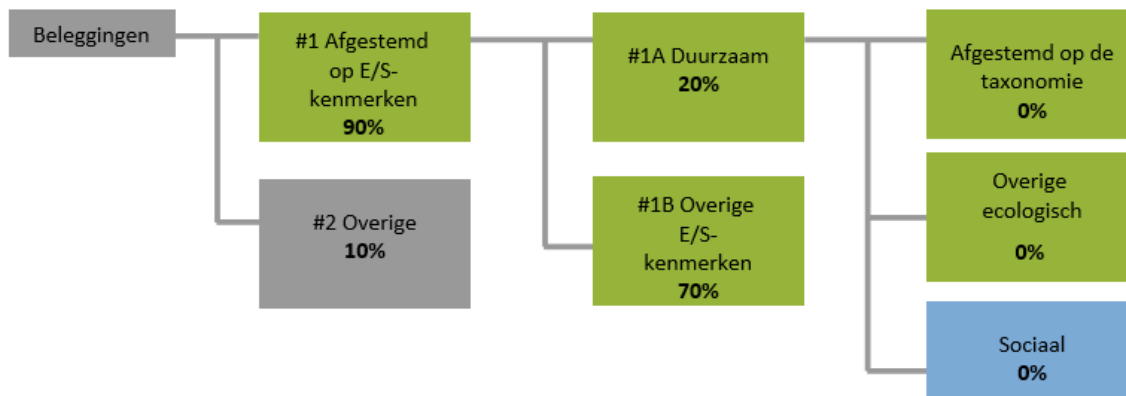 Beleggingen
#1 Afgestemd
op E/S-
kenmerken
90%
#2 Overige
10%
#1A Duurzaam
20%
#1B Overige
E/S-
kenmerken
70%
Afgestemd op de
taxonomie
0%
Overige
ecologisch
0%
Sociaal
0%